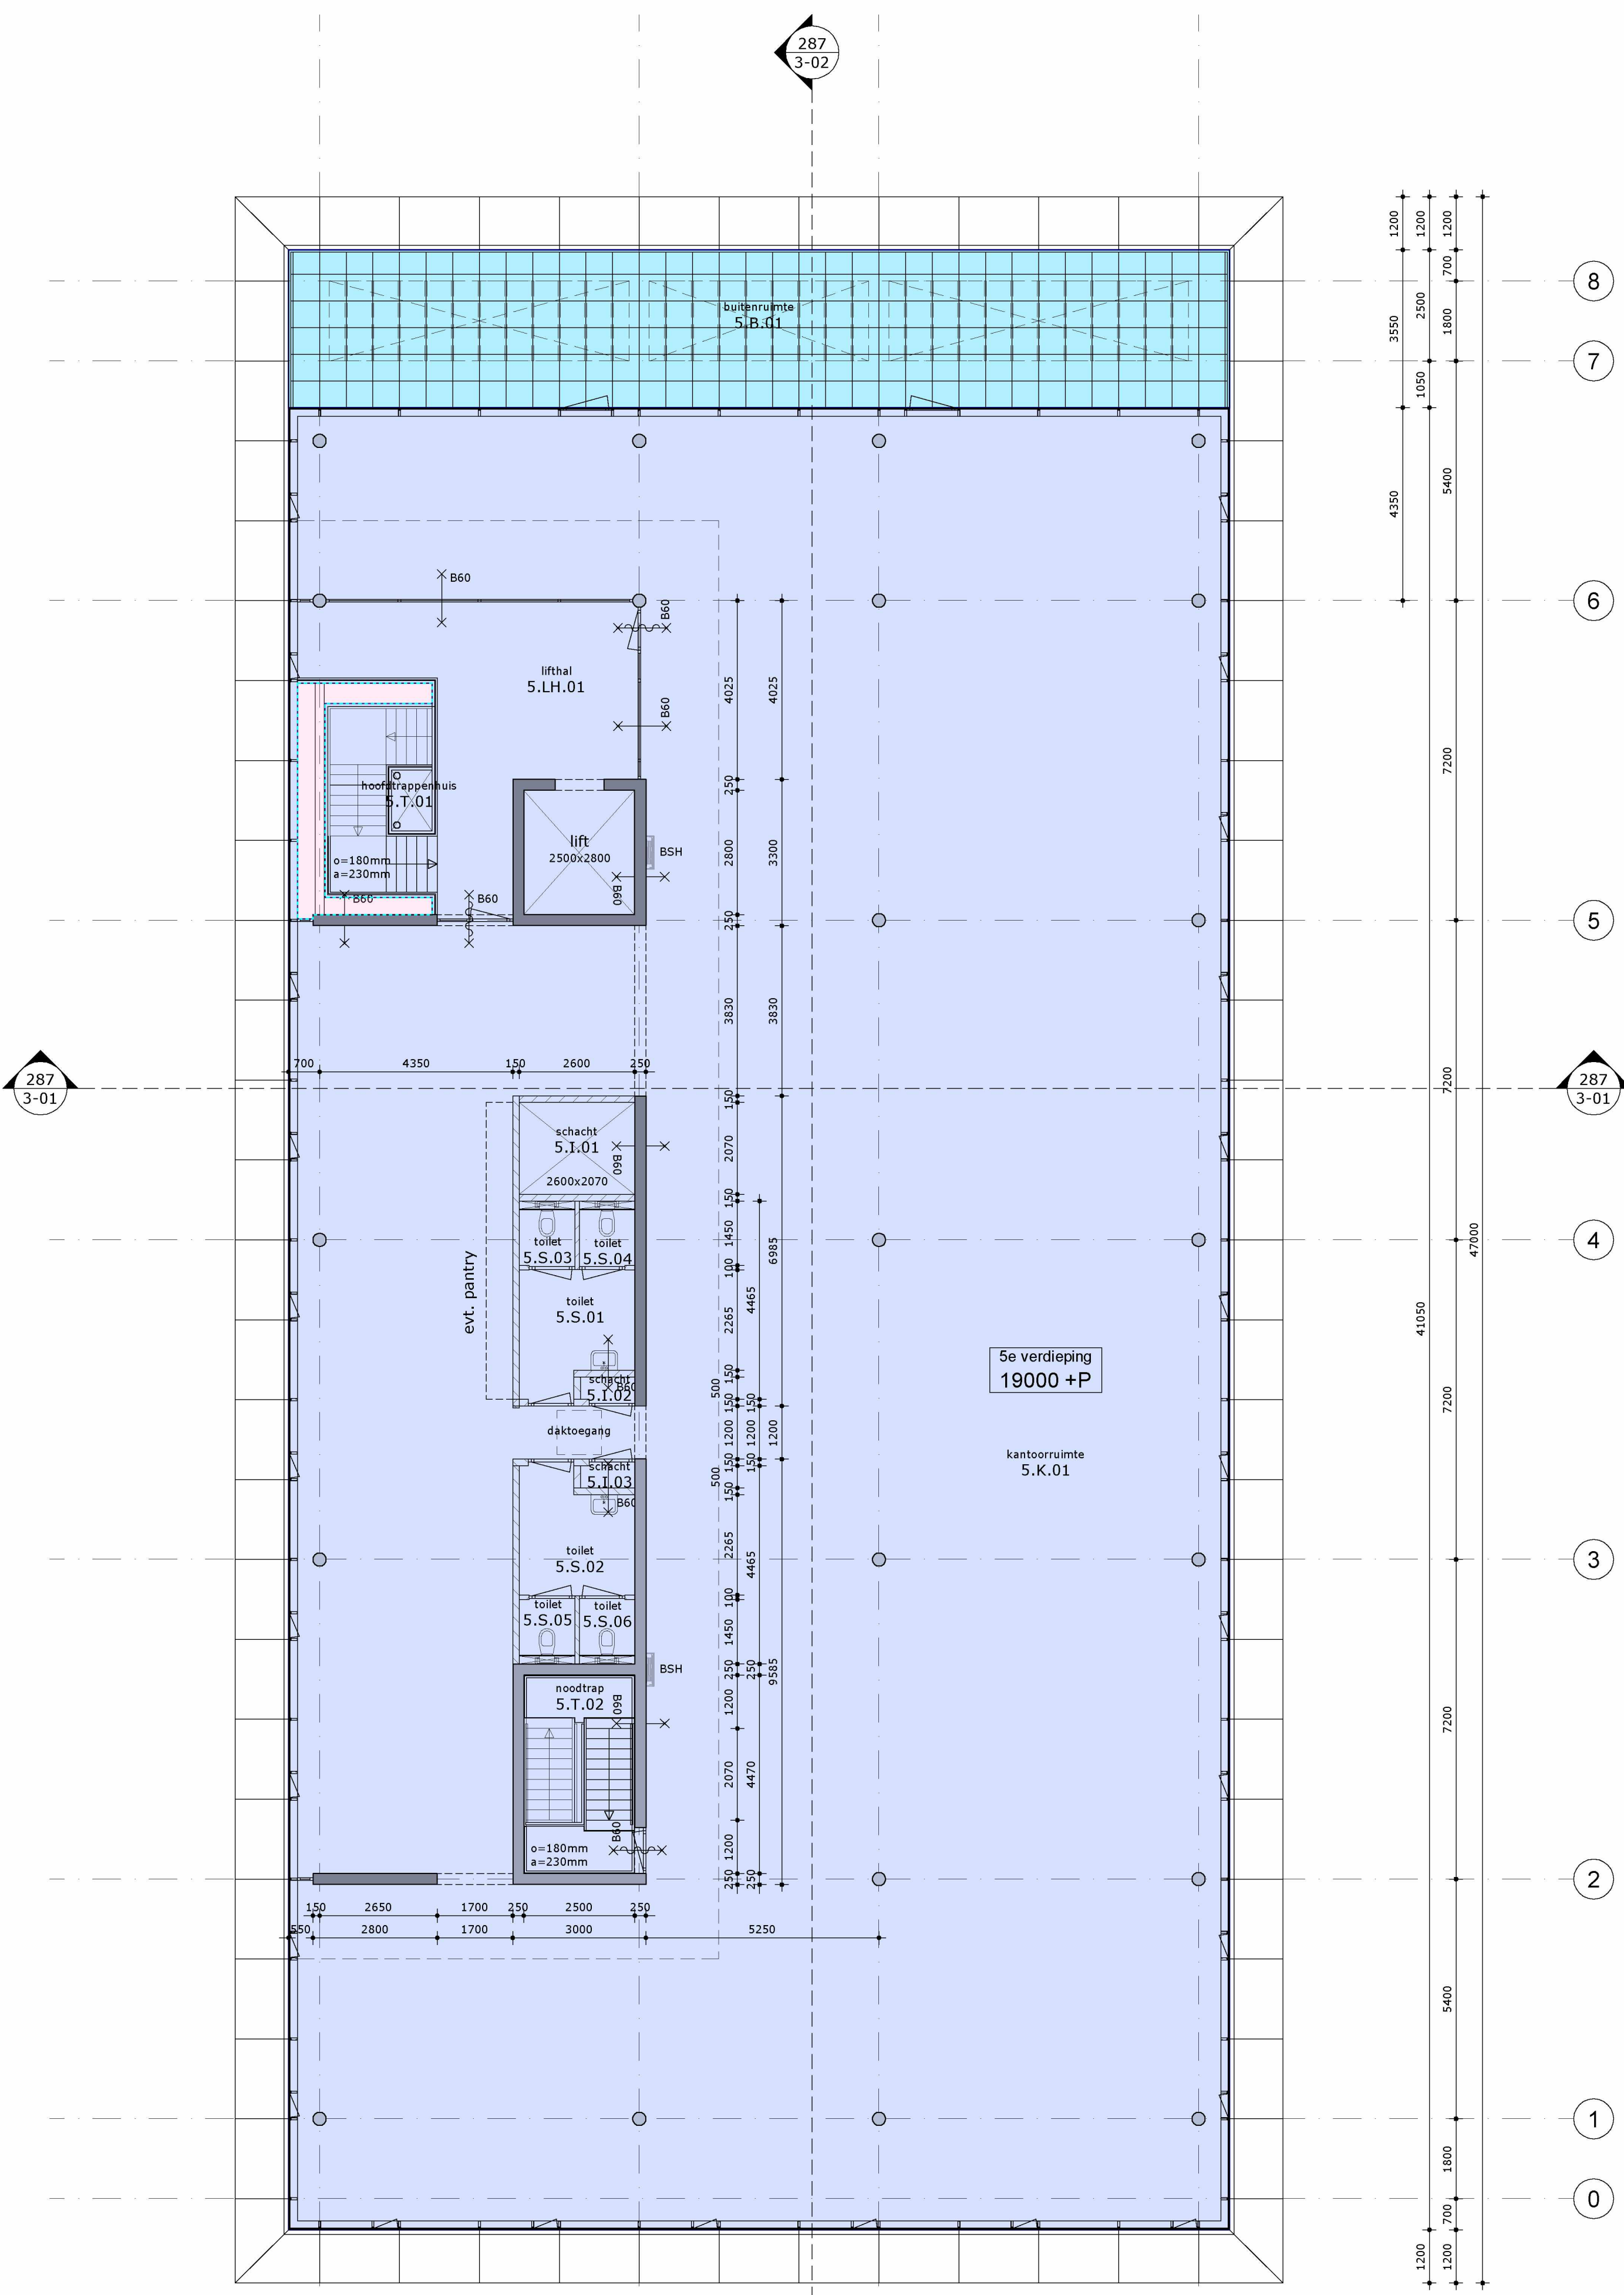 287
3-02
1200
1200
1200
700
8
buitenruimte
5.B.01
2500
3550
1800
7
1050
5400
4350
B60
6
B60
lifthal
5.LH.01
4025
4025
B60
7200
hoofdtrappenhuis
5.T.01
250
lift
2500x2800
BSH
2800
3300
o=180mm
a=230mm
B60
B60
B60
250
5
3830
3830
700
4350
150
2600
250
287
3-01
7200
287
3-01
150
schacht
5.I.01
B60
2600x2070
2070
150
toilet
5.S.03
toilet
5.S.04
1450
6985
4
47000
100
evt. pantry
toilet
5.S.01
2265
4465
41050
5e verdieping
19000 +P
150
schacht
5.I.02
B60
500
150
150
7200
daktoegang
1200
1200
1200
kantoorruimte
5.K.01
150
150
schacht
5.I.03
B60
500
150
toilet
5.S.02
2265
4465
3
100
toilet
5.S.05
toilet
5.S.06
1450
250
250
BSH
9585
noodtrap
5.T.02
B60
1200
7200
2070
4470
B60
o=180mm
a=230mm
1200
250
250
2
150
2650
1700
250
2500
250
550
2800
1700
3000
5250
5400
1
1800
0
700
1200
1200